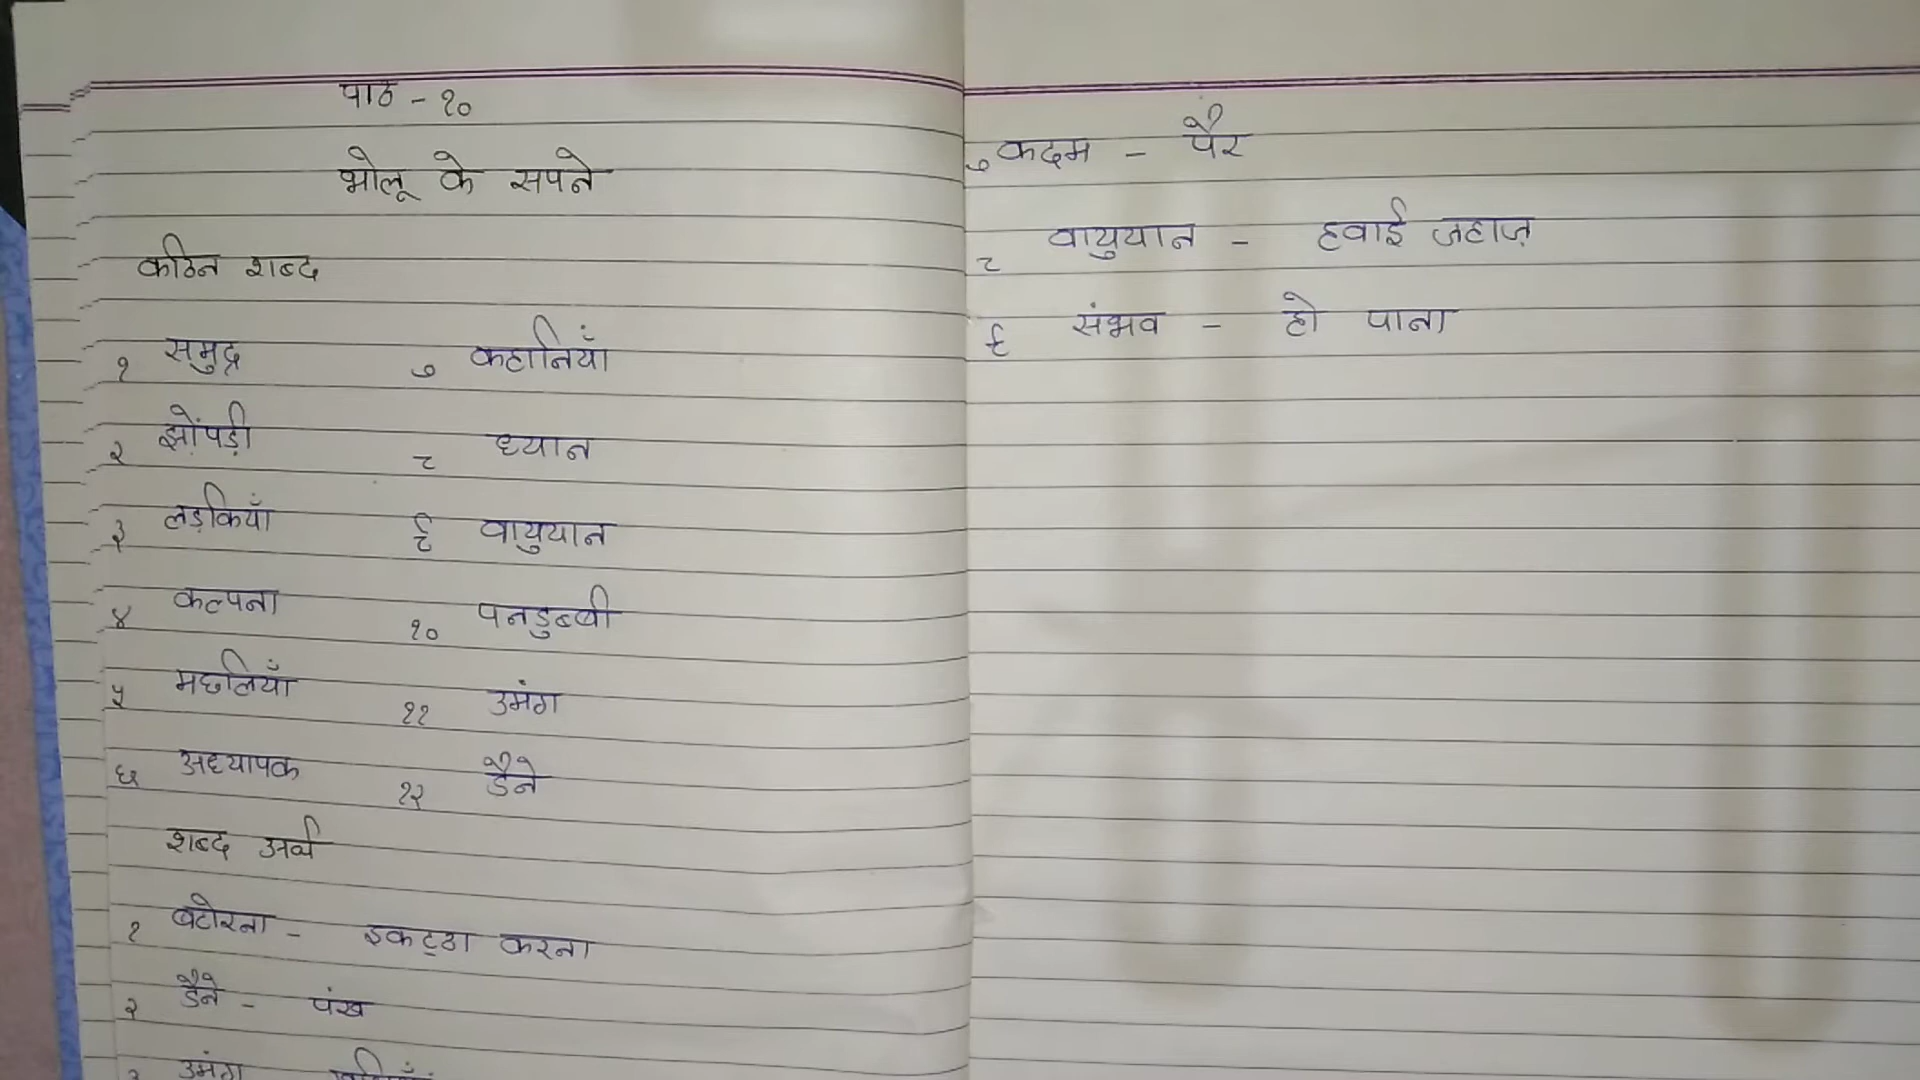 पाठ - १०
भोलू के सपने
कठिन शब्द
१ समुद्र ७ कहानियाँ
२ झोंपड़ी ८ ध्यान
३ लड़कियाँ ९ वायुयान
४ कल्पना १० पनडुब्बी
५ मछलियाँ ११ उमंग
६ अध्यापक १२ डैने
शब्द अर्थ
१ बटोरना - इकट्ठा करना
२ डैने - पंख
३ उमंग
७ कदम - पैर
८ वायुयान - हवाई जहाज़
९ संभव - हो पाना